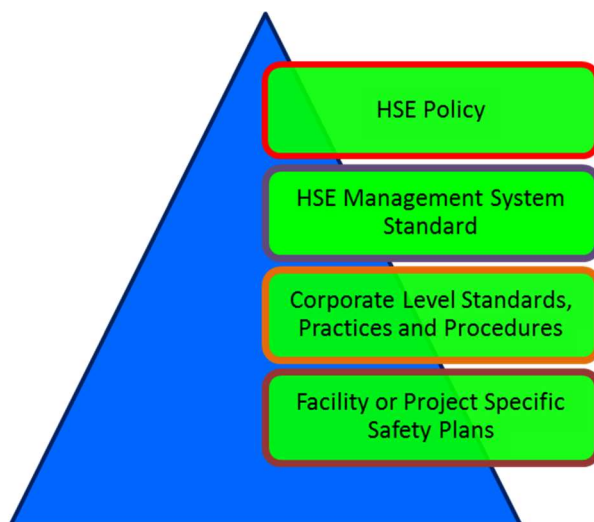 HSE Policy
HSE Management System
Standard
Corporate Level Standards,
Practices and Procedures
Facility or Project Specific
Safety Plans